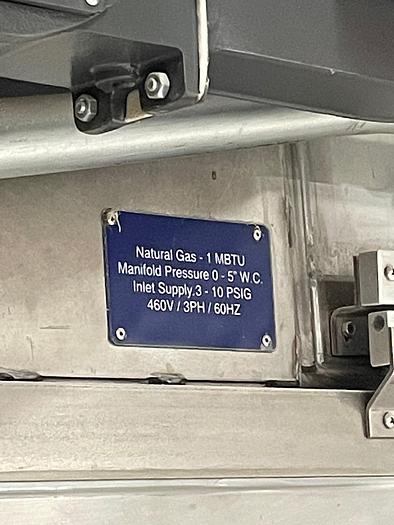 Natural Gas - 1 MBTU
Manifold Pressure 0 - 5" W.C.
Inlet Supply.3 - 10 PSIG
460V / 3PH / 60HZ